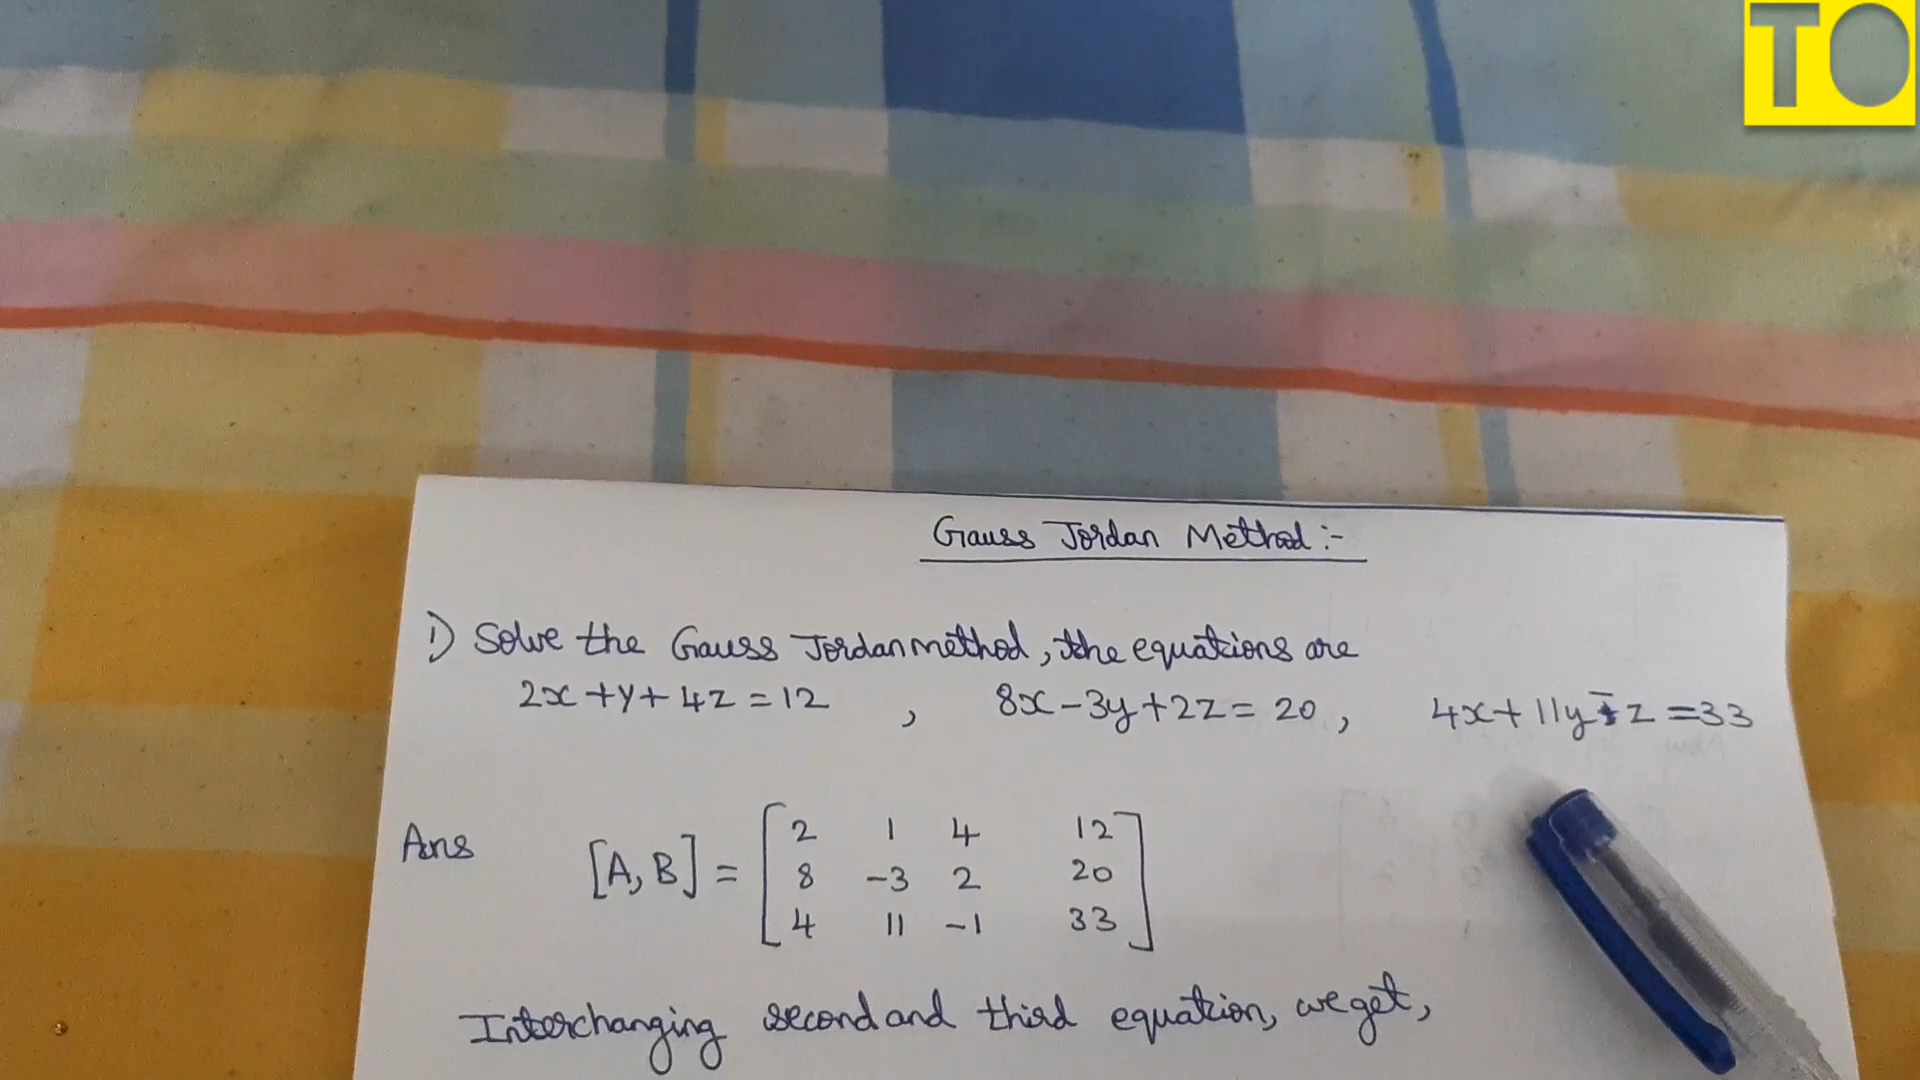 TO
Gauss Jordan Method :-
1) Solve the Gauss Jordan method, the equations are
2x + y + 4z = 12 , 8x - 3y + 2z = 20 , 4x + 11y - z = 33
Ans [A, B] = [ 2 1 4 12
8 -3 2 20
4 11 -1 33 ]
Interchanging second and third equation, we get,